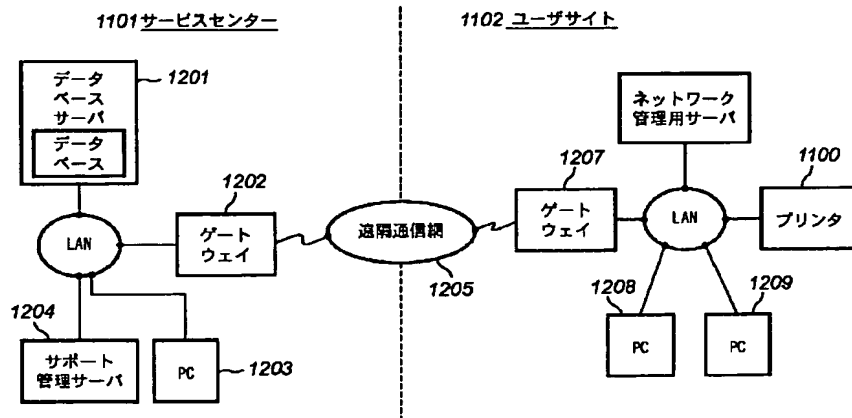 1101 サービスセンター
1102 ユーザサイト
データ
ベース
サーバ
データ
ベース
1201
ネットワーク
管理用サーバ
1202
1207
1100
LAN
ゲート
ウェイ
遠隔通信網
ゲート
ウェイ
LAN
プリンタ
1205
1208
1209
1204
サポート
管理サーバ
PC
1203
PC
PC